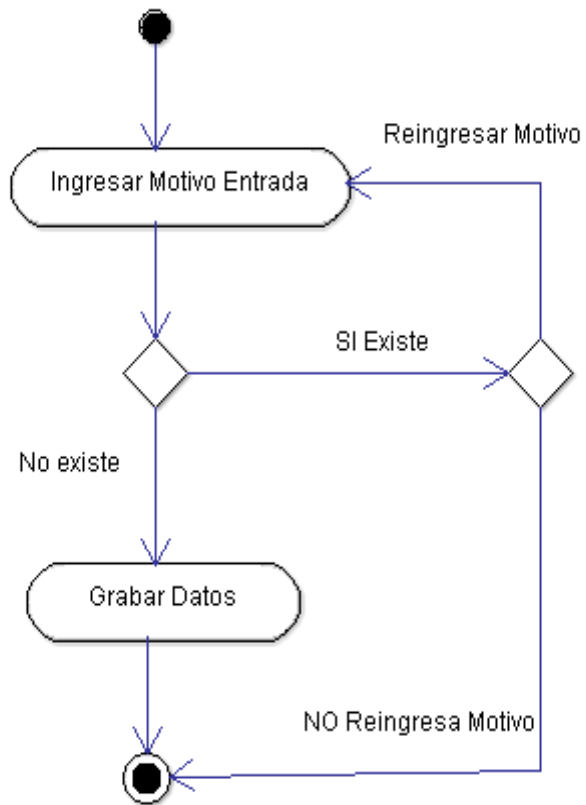 Reingresar Motivo
Ingresar Motivo Entrada
SI Existe
No existe
Grabar Datos
NO Reingresa Motivo